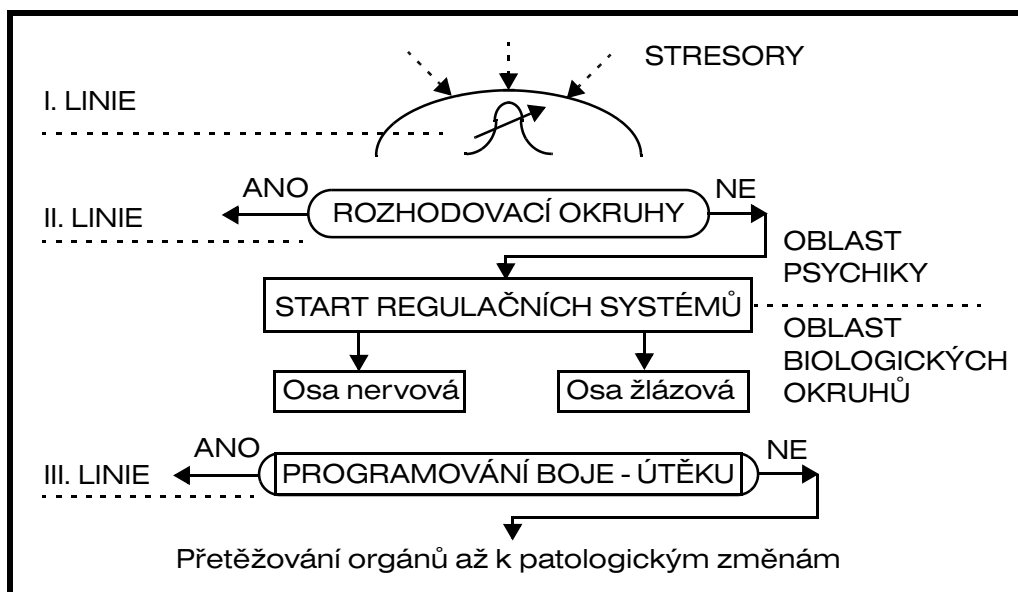 STRESORY
I. LINIE
ANO
NE
II. LINIE
ROZHODOVACÍ OKRUHY
OBLAST
PSYCHIKY
START REGULAČNÍCH SYSTÉMŮ
OBLAST
BIOLOGICKÝCH
OKRUHŮ
Osa nervová
Osa žlázová
ANO
NE
III. LINIE
PROGRAMOVÁNÍ BOJE - ÚTĚKU
Přetěžování orgánů až k patologickým změnám